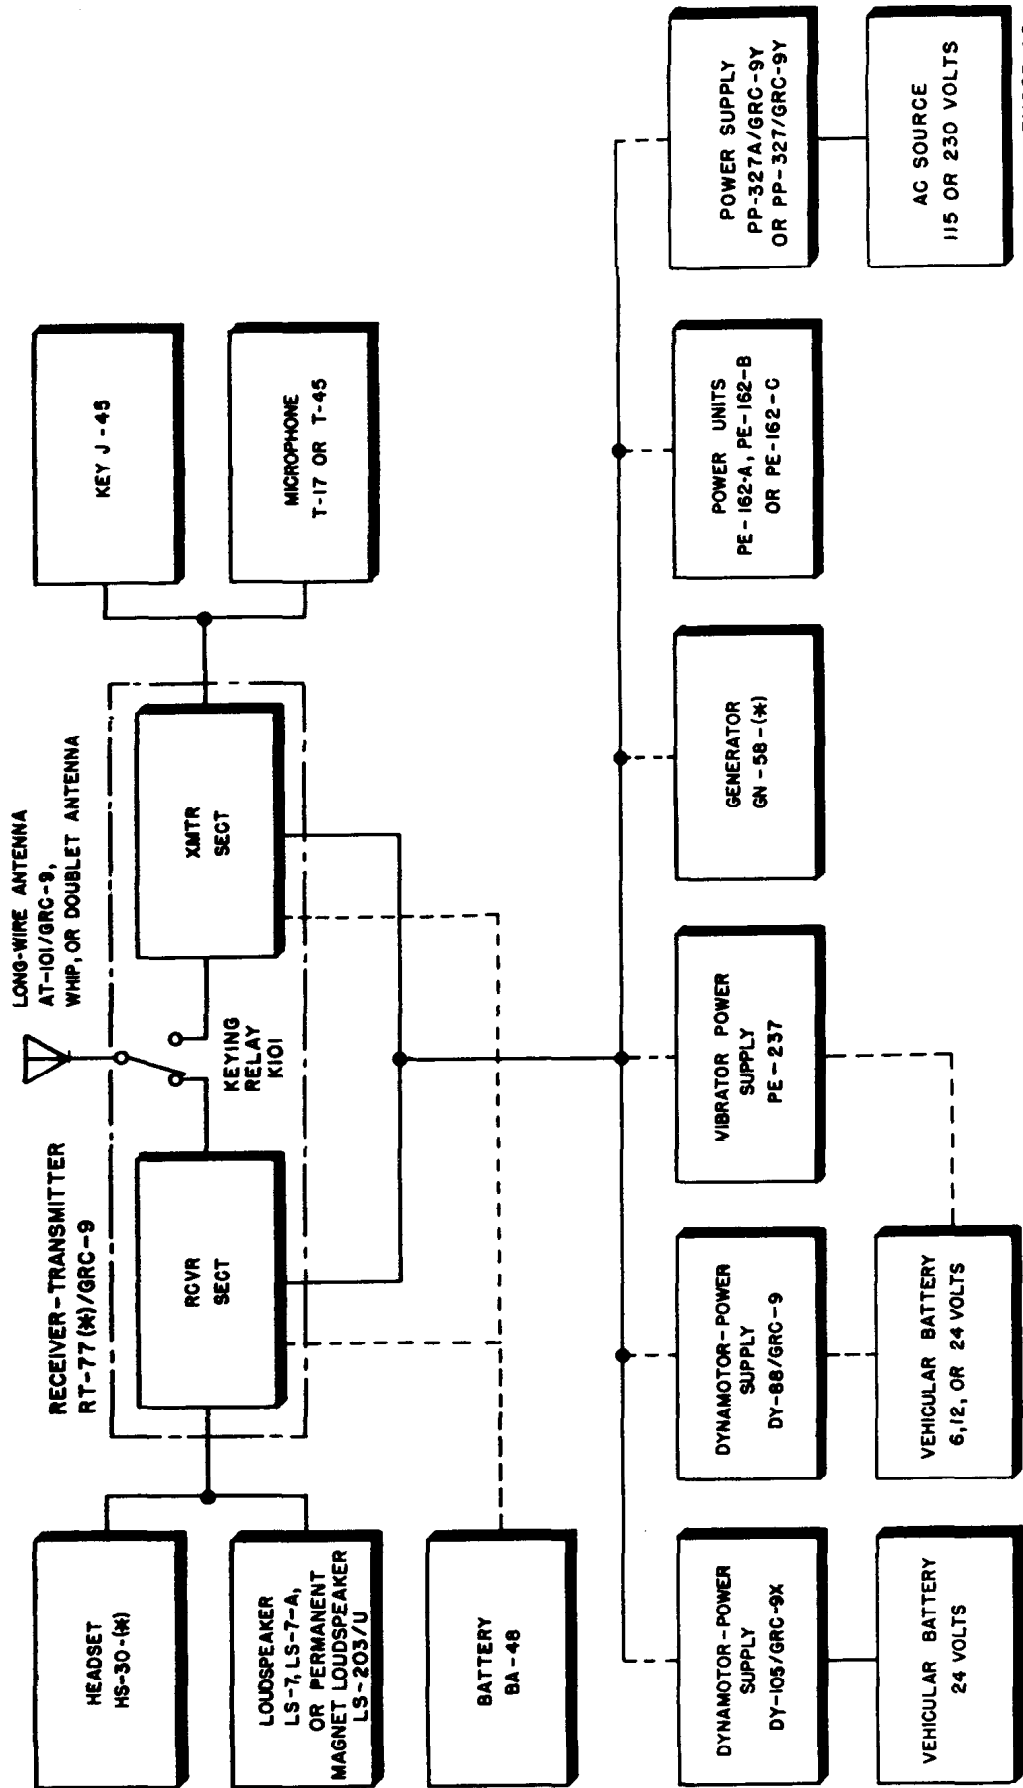 LONG-WIRE ANTENNA
AT-101/GRC-9,
WHIP, OR DOUBLET ANTENNA
RECEIVER-TRANSMITTER
RT-77(*)/GRC-9
HEADSET
HS-30-(*)
LOUDSPEAKER
LS-7, LS-7-A,
OR PERMANENT
MAGNET LOUDSPEAKER
LS-203/U
RCVR
SECT
KEYING
RELAY
K101
XMTR
SECT
KEY J-45
MICROPHONE
T-17 OR T-45
BATTERY
BA-48
DYNAMOTOR-POWER
SUPPLY
DY-105/GRC-9X
DYNAMOTOR-POWER
SUPPLY
DY-88/GRC-9
VIBRATOR POWER
SUPPLY
PE-237
GENERATOR
GN-58-(*)
POWER UNITS
PE-162-A, PE-162-B
OR PE-162-C
POWER SUPPLY
PP-327A/GRC-9Y
OR PP-327/GRC-9Y
VEHICULAR BATTERY
24 VOLTS
VEHICULAR BATTERY
6,12, OR 24 VOLTS
AC SOURCE
115 OR 230 VOLTS